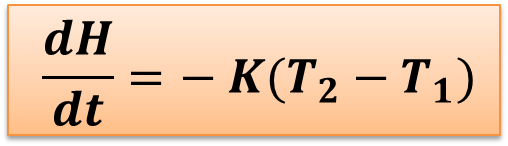 dH/dt = − K(T₂ − T₁)